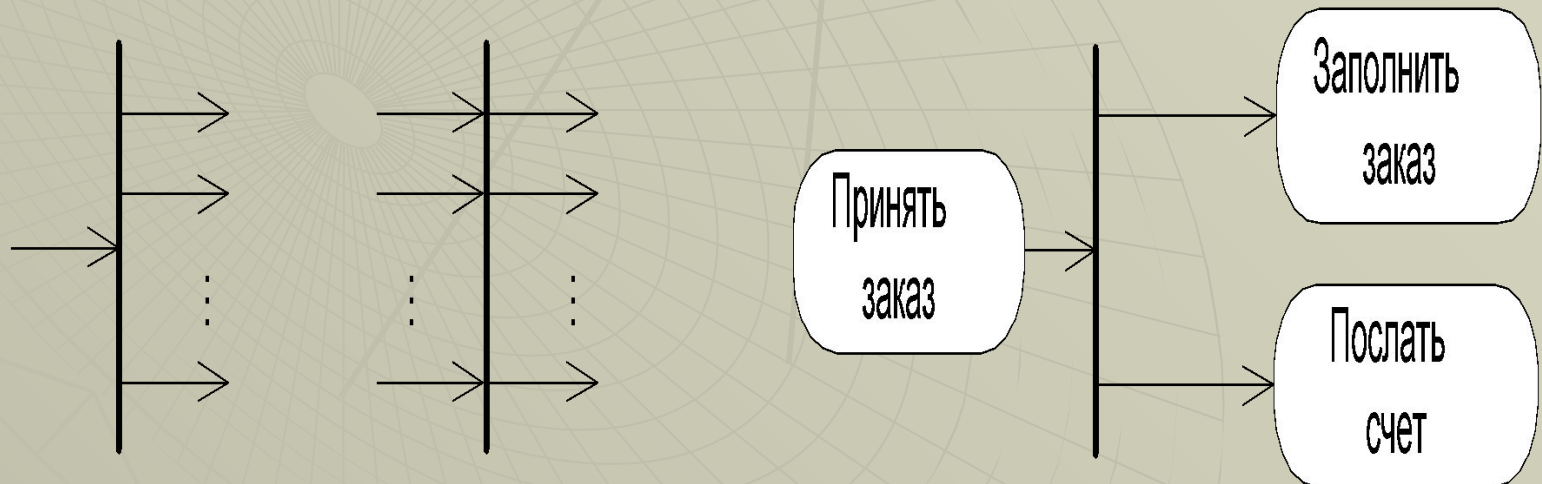 Принять
заказ
Заполнить
заказ
Послать
счет